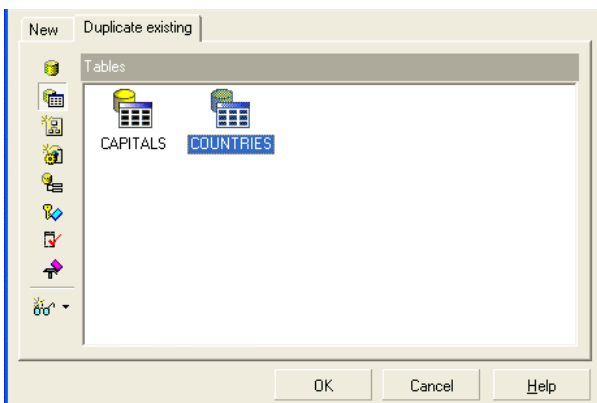 New Duplicate existing
Tables
CAPITALS COUNTRIES
OK Cancel Help